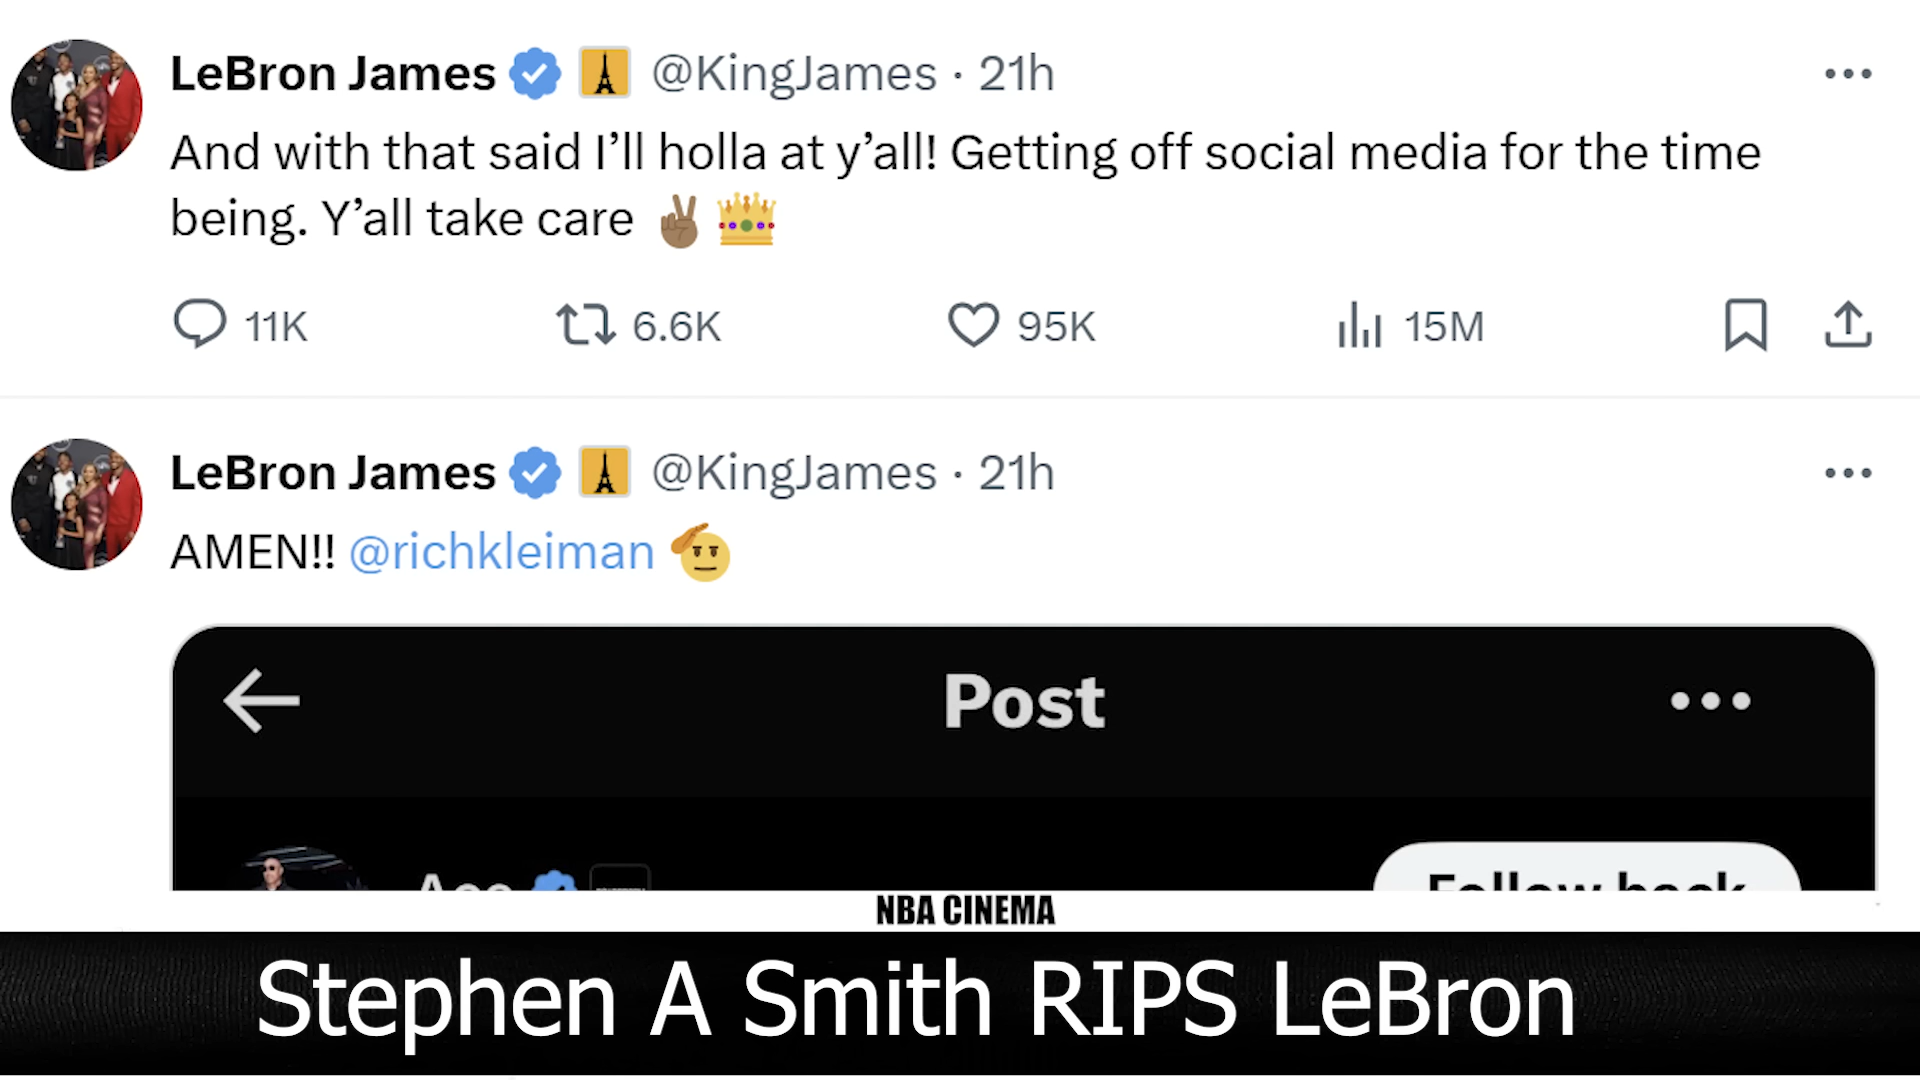 LeBron James @KingJames · 21h
And with that said I'll holla at y'all! Getting off social media for the time
being. Y'all take care ✌🏾 👑
11K 6.6K 95K 15M
LeBron James @KingJames · 21h
AMEN!! @richkleiman 🫡
Post
Follow back
NBA CINEMA
Stephen A Smith RIPS LeBron